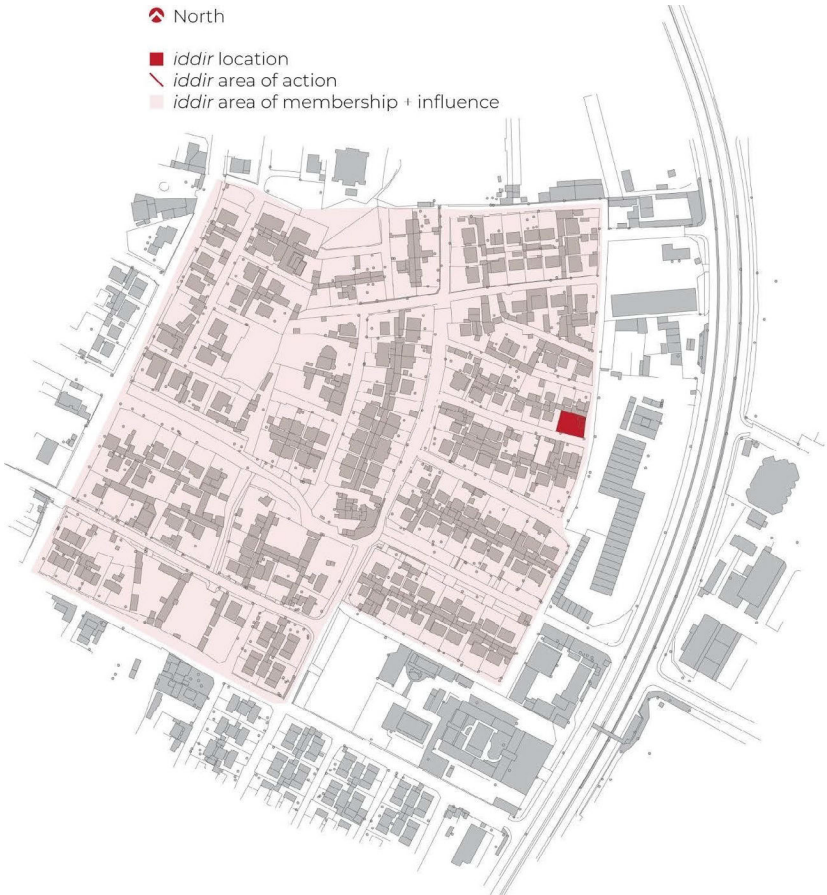 North
iddir location
iddir area of action
iddir area of membership + influence